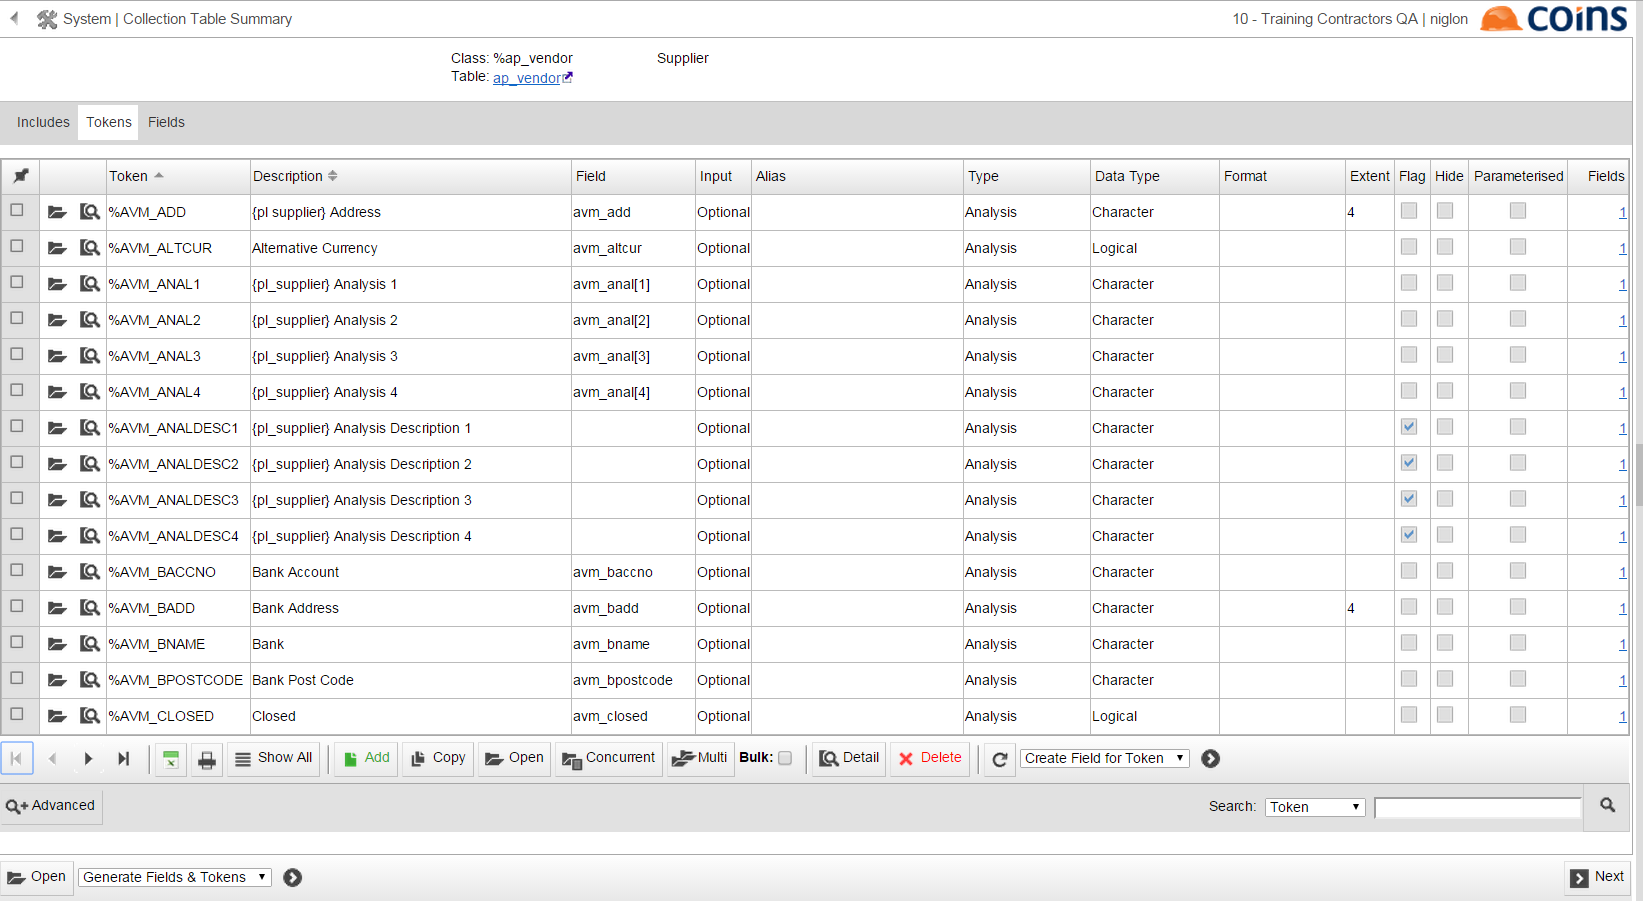 System | Collection Table Summary 10 - Training Contractors QA | niglon coins
Class: %ap_vendor Supplier
Table: ap_vendor
Includes Tokens Fields
Token Description Field Input Alias Type Data Type Format Extent Flag Hide Parameterised Fields
%AVM_ADD {pl supplier} Address avm_add Optional Analysis Character 4 1
%AVM_ALTCUR Alternative Currency avm_altcur Optional Analysis Logical 1
%AVM_ANAL1 {pl_supplier} Analysis 1 avm_anal[1] Optional Analysis Character 1
%AVM_ANAL2 {pl_supplier} Analysis 2 avm_anal[2] Optional Analysis Character 1
%AVM_ANAL3 {pl_supplier} Analysis 3 avm_anal[3] Optional Analysis Character 1
%AVM_ANAL4 {pl_supplier} Analysis 4 avm_anal[4] Optional Analysis Character 1
%AVM_ANALDESC1 {pl_supplier} Analysis Description 1 Optional Analysis Character 1
%AVM_ANALDESC2 {pl_supplier} Analysis Description 2 Optional Analysis Character 1
%AVM_ANALDESC3 {pl_supplier} Analysis Description 3 Optional Analysis Character 1
%AVM_ANALDESC4 {pl_supplier} Analysis Description 4 Optional Analysis Character 1
%AVM_BACCNO Bank Account avm_baccno Optional Analysis Character 1
%AVM_BADD Bank Address avm_badd Optional Analysis Character 4 1
%AVM_BNAME Bank avm_bname Optional Analysis Character 1
%AVM_BPOSTCODE Bank Post Code avm_bpostcode Optional Analysis Character 1
%AVM_CLOSED Closed avm_closed Optional Analysis Logical 1
Show All Add Copy Open Concurrent Multi Bulk: Detail Delete Create Field for Token
Advanced Search: Token
Open Generate Fields & Tokens Next